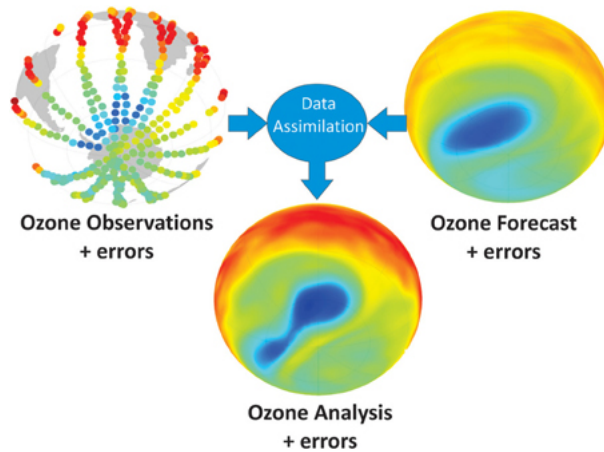 Data
Assimilation
Ozone Observations
+ errors
Ozone Forecast
+ errors
Ozone Analysis
+ errors